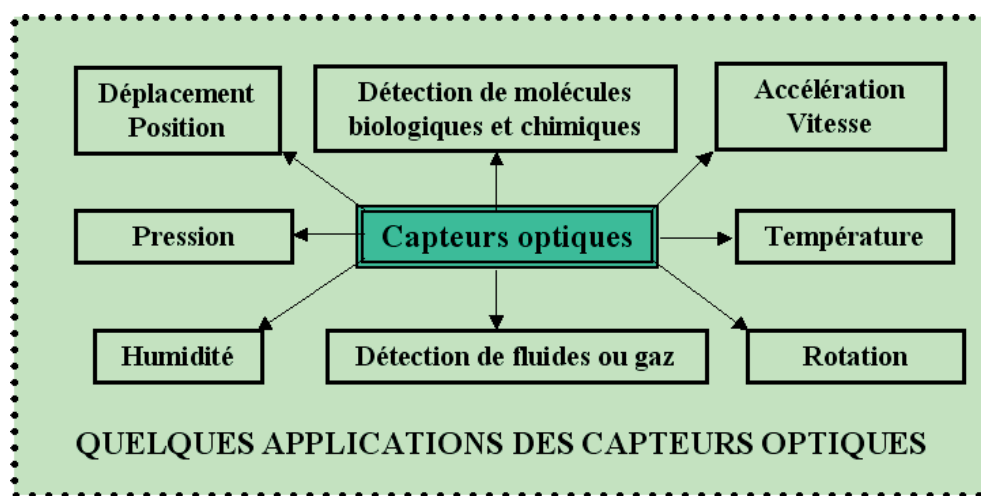 Déplacement
Position
Détection de molécules
biologiques et chimiques
Accélération
Vitesse
Pression
Capteurs optiques
Température
Humidité
Détection de fluides ou gaz
Rotation
QUELQUES APPLICATIONS DES CAPTEURS OPTIQUES